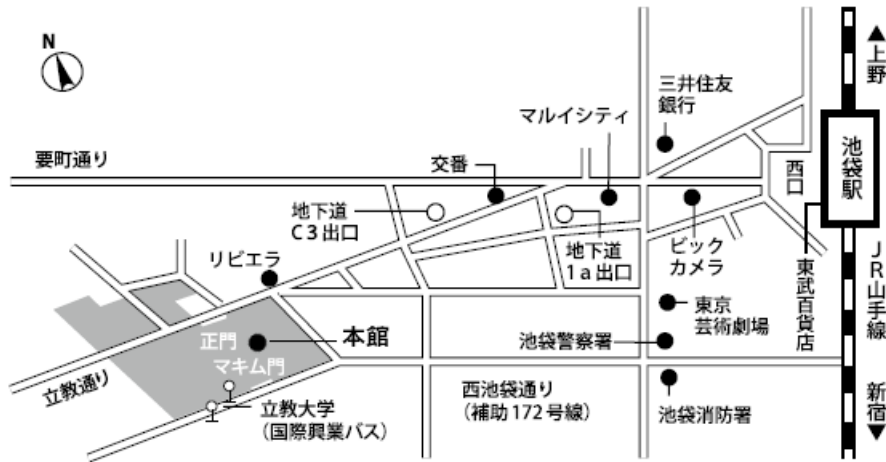 N
▲上野
三井住友
銀行
マルイシティ
要町通り
交番
池袋駅
西口
地下道
C3出口
リビエラ
地下道
1a出口
ビック
カメラ
東武百貨店
JR山手線
東京
芸術劇場
正門
本館
池袋警察署
マキム門
立教通り
立教大学
(国際興業バス)
西池袋通り
(補助172号線)
池袋消防署
新宿▼